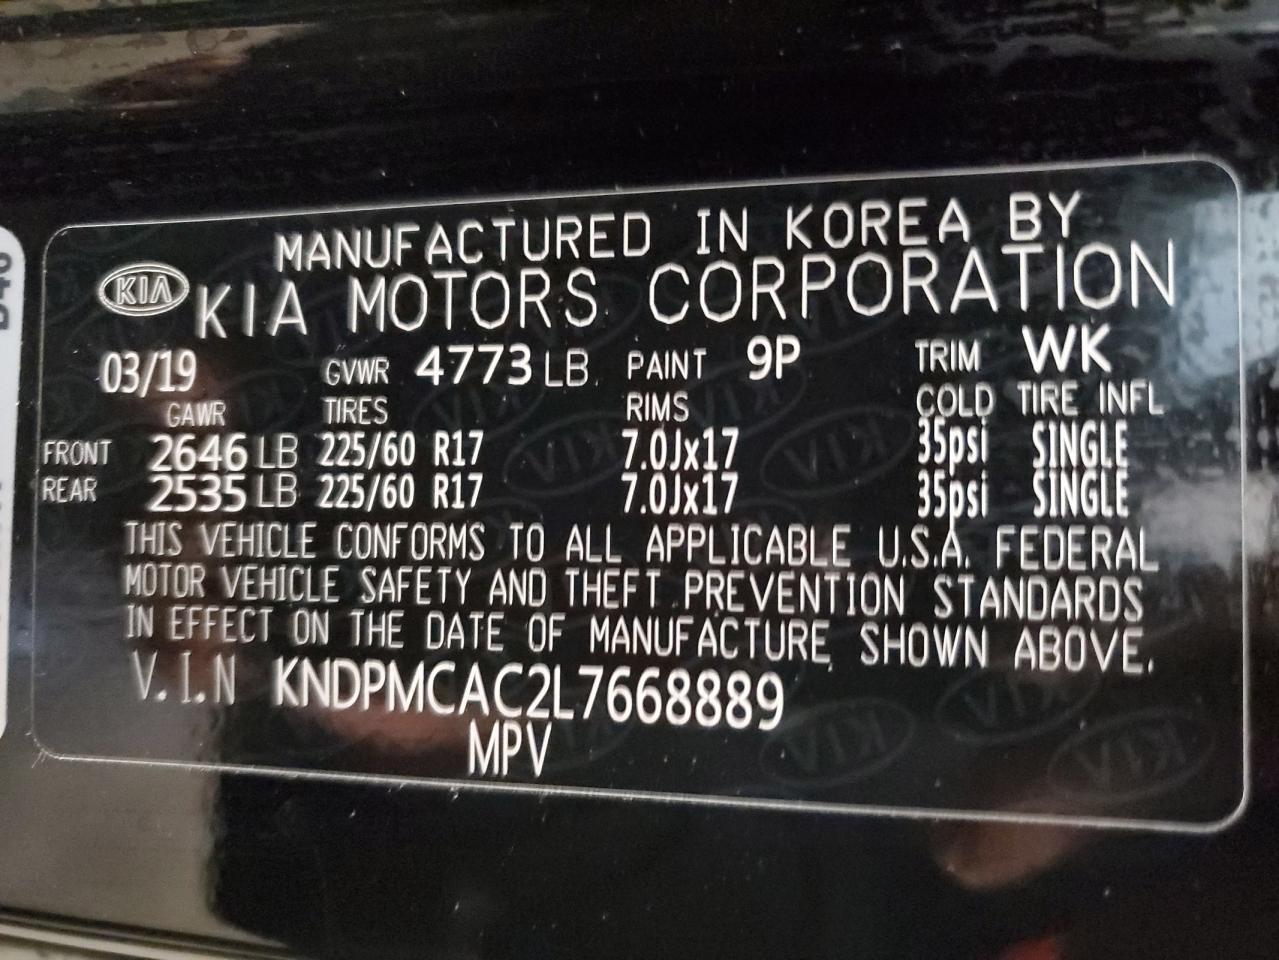 MANUFACTURED IN KOREA BY
KIA KIA MOTORS CORPORATION
03/19 GVWR 4773 LB PAINT 9P TRIM WK
GAWR TIRES RIMS COLD TIRE INFL
FRONT 2646 LB 225/60 R17 7.0Jx17 35psi SINGLE
REAR 2535 LB 225/60 R17 7.0Jx17 35psi SINGLE
THIS VEHICLE CONFORMS TO ALL APPLICABLE U.S.A. FEDERAL
MOTOR VEHICLE SAFETY AND THEFT PREVENTION STANDARDS
IN EFFECT ON THE DATE OF MANUFACTURE SHOWN ABOVE.
V.I.N KNDPMCAC2L7668889
MPV